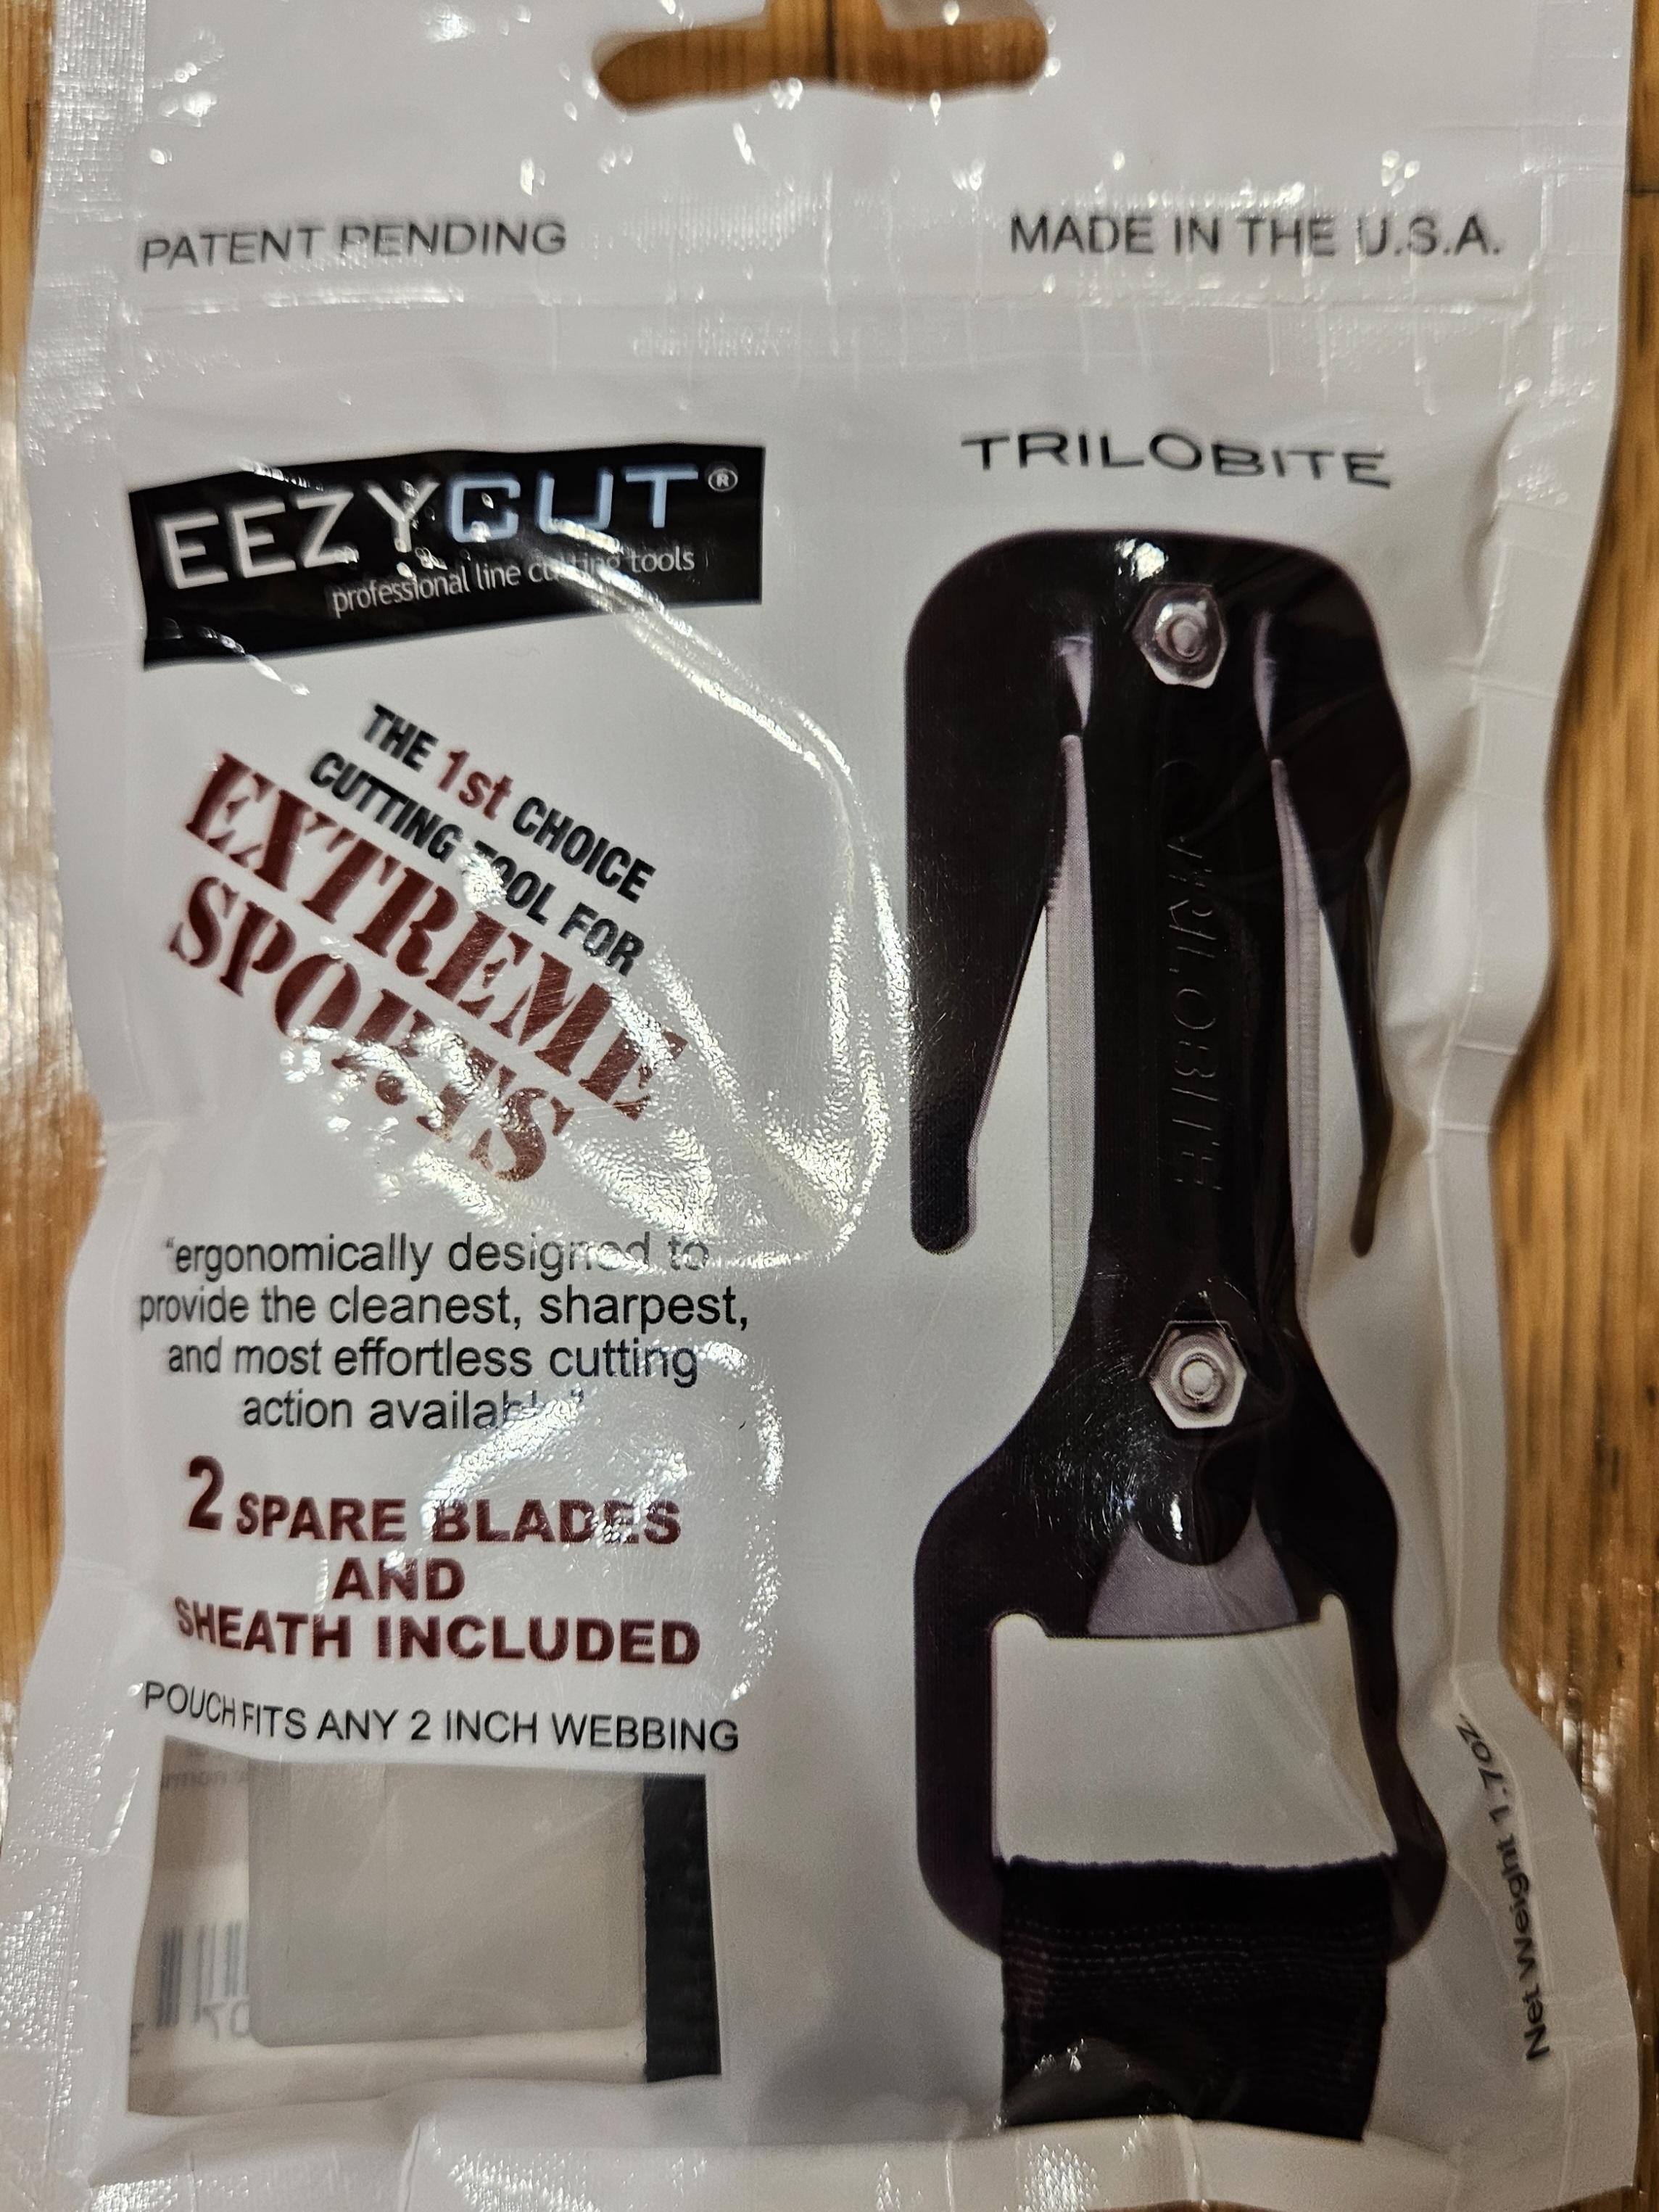 PATENT PENDING
MADE IN THE U.S.A.
EEZYCUT®
professional line cutting tools
TRILOBITE
THE 1st CHOICE
CUTTING TOOL FOR
EXTREME
SPORTS
TRILOBITE
"ergonomically designed to
provide the cleanest, sharpest,
and most effortless cutting
action available"
2 SPARE BLADES
AND
SHEATH INCLUDED
POUCH FITS ANY 2 INCH WEBBING
Net Weight 1.7oz.